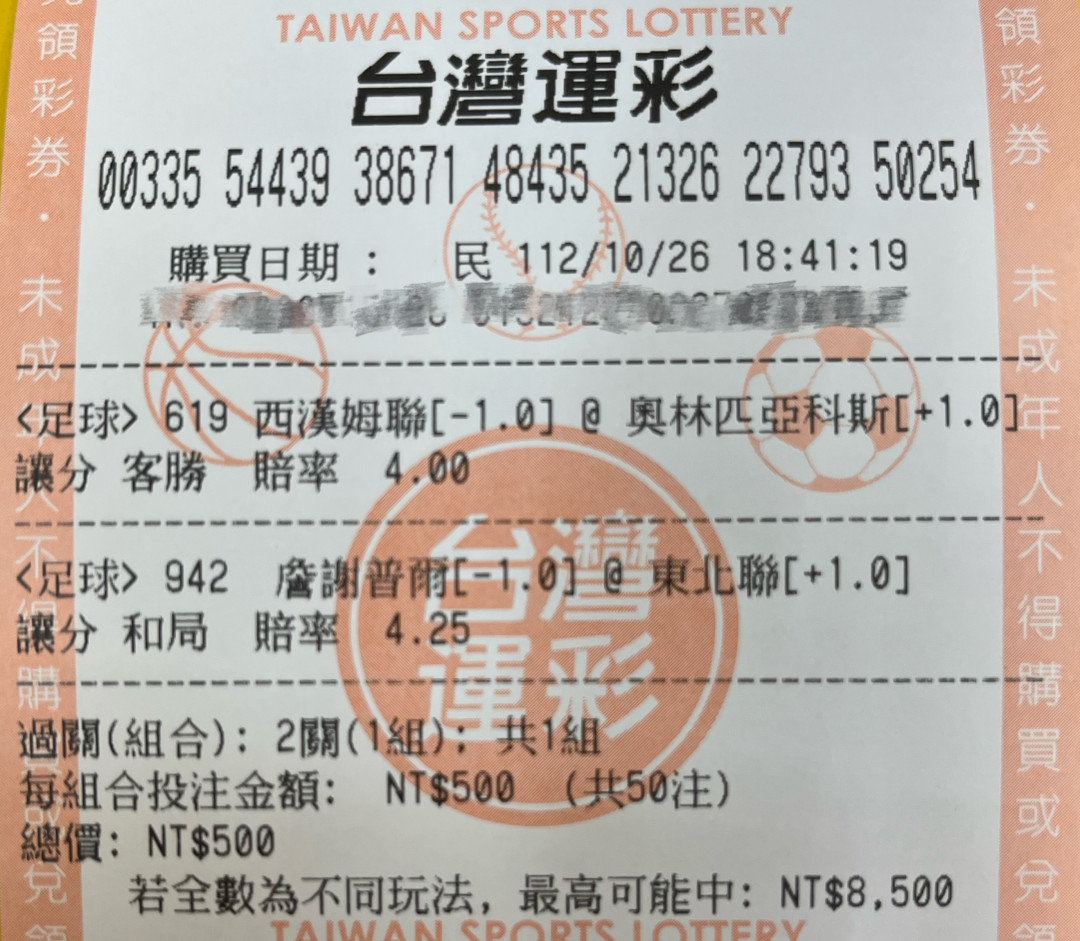 TAIWAN SPORTS LOTTERY
台灣運彩
00335 54439 38671 48435 21326 22793 50254
購買日期： 民 112/10/26 18:41:19
<足球> 619 西漢姆聯[-1.0] @ 奧林匹亞科斯[+1.0]
讓分 客勝 賠率 4.00
<足球> 942 詹謝普爾[-1.0] @ 東北聯[+1.0]
讓分 和局 賠率 4.25
過關(組合): 2關(1組); 共1組
每組合投注金額: NT$500 (共50注)
總價: NT$500
若全數為不同玩法, 最高可能中: NT$8,500
TAIWAN SPORTS LOTTERY
台灣運彩
領彩券・未成年人不得購買或兌領
領彩券・未成年人不得購買或兌領